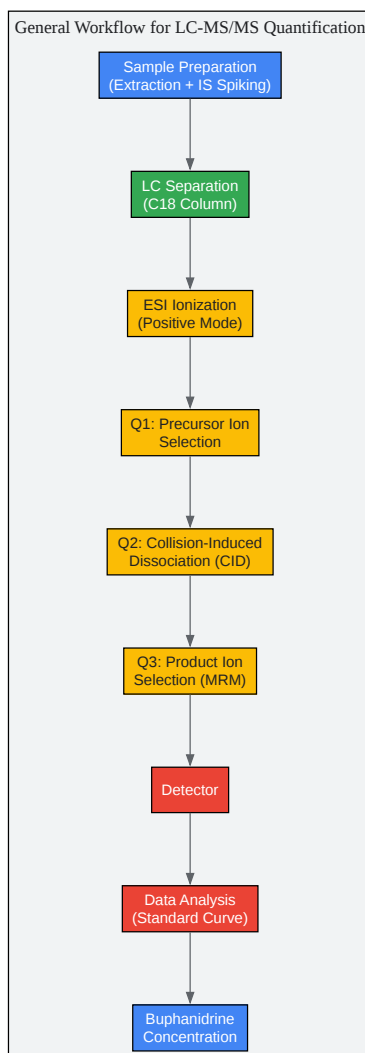 General Workflow for LC-MS/MS Quantification
Sample Preparation
(Extraction + IS Spiking)
LC Separation
(C18 Column)
ESI Ionization
(Positive Mode)
Q1: Precursor Ion
Selection
Q2: Collision-Induced
Dissociation (CID)
Q3: Product Ion
Selection (MRM)
Detector
Data Analysis
(Standard Curve)
Buphanidrine
Concentration